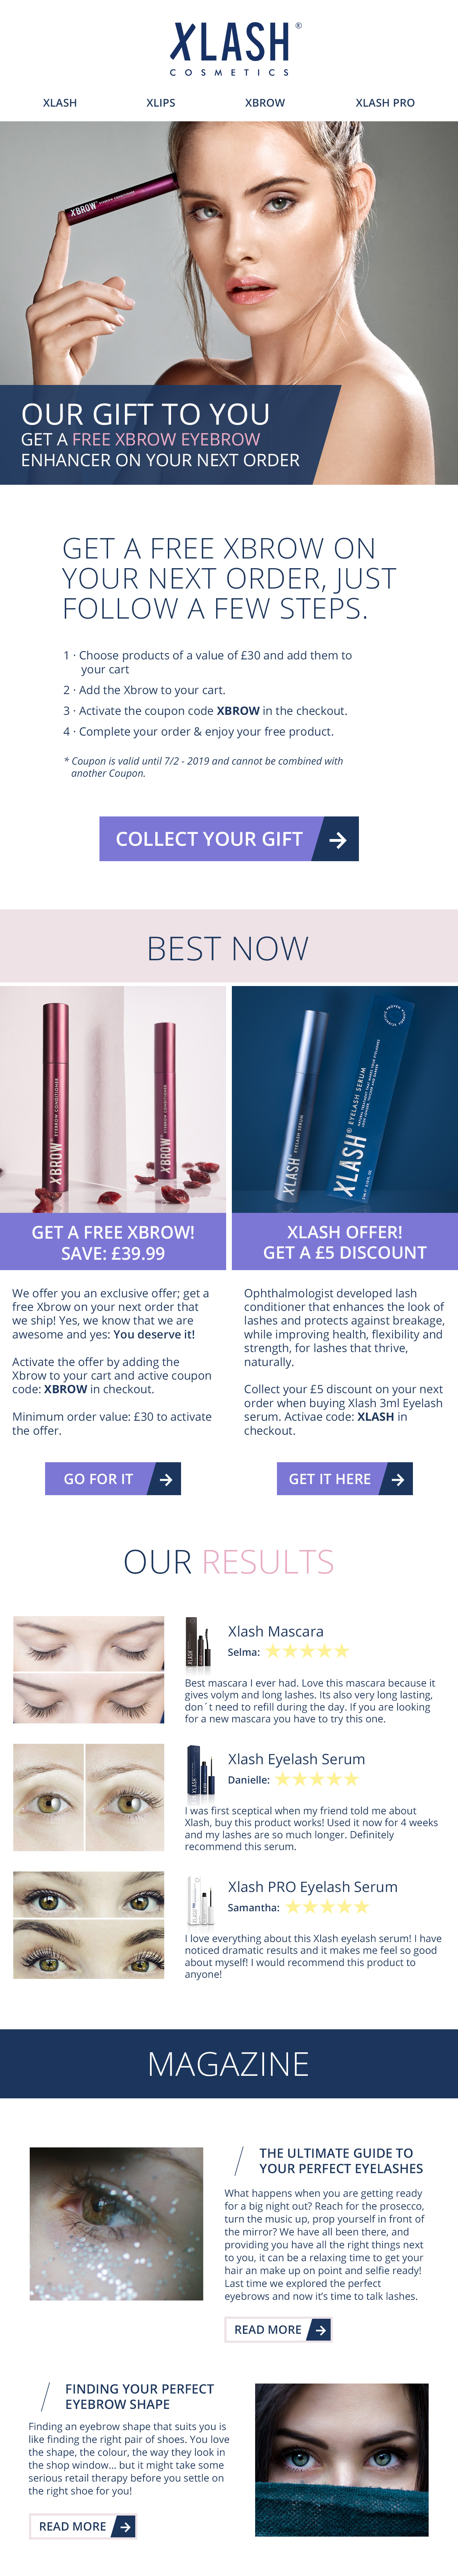 XLASH®
COSMETICS
XLASH XLIPS XBROW XLASH PRO
XBROW
OUR GIFT TO YOU
GET A FREE XBROW EYEBROW
ENHANCER ON YOUR NEXT ORDER
GET A FREE XBROW ON
YOUR NEXT ORDER, JUST
FOLLOW A FEW STEPS.
1 · Choose products of a value of £30 and add them to
your cart
2 · Add the Xbrow to your cart.
3 · Activate the coupon code XBROW in the checkout.
4 · Complete your order & enjoy your free product.
* Coupon is valid until 7/2 - 2019 and cannot be combined with
another Coupon.
COLLECT YOUR GIFT
BEST NOW
XBROW EYEBROW CONDITIONER
XBROW EYEBROW CONDITIONER
XLASH EYELASH SERUM
XLASH® EYELASH SERUM
GET A FREE XBROW!
SAVE: £39.99
We offer you an exclusive offer; get a
free Xbrow on your next order that
we ship! Yes, we know that we are
awesome and yes: You deserve it!
Activate the offer by adding the
Xbrow to your cart and active coupon
code: XBROW in checkout.
Minimum order value: £30 to activate
the offer.
GO FOR IT
XLASH OFFER!
GET A £5 DISCOUNT
Ophthalmologist developed lash
conditioner that enhances the look of
lashes and protects against breakage,
while improving health, flexibility and
strength, for lashes that thrive,
naturally.
Collect your £5 discount on your next
order when buying Xlash 3ml Eyelash
serum. Activae code: XLASH in
checkout.
GET IT HERE
OUR RESULTS
XLASH
Xlash Mascara
Selma:
Best mascara I ever had. Love this mascara because it
gives volym and long lashes. Its also very long lasting,
don´t need to refill during the day. If you are looking
for a new mascara you have to try this one.
XLASH
Xlash Eyelash Serum
Danielle:
I was first sceptical when my friend told me about
Xlash, buy this product works! Used it now for 4 weeks
and my lashes are so much longer. Definitely
recommend this serum.
Xlash PRO Eyelash Serum
Samantha:
I love everything about this Xlash eyelash serum! I have
noticed dramatic results and it makes me feel so good
about myself! I would recommend this product to
anyone!
MAGAZINE
THE ULTIMATE GUIDE TO
YOUR PERFECT EYELASHES
What happens when you are getting ready
for a big night out? Reach for the prosecco,
turn the music up, prop yourself in front of
the mirror? We have all been there, and
providing you have all the right things next
to you, it can be a relaxing time to get your
hair an make up on point and selfie ready!
Last time we explored the perfect
eyebrows and now it's time to talk lashes.
READ MORE
FINDING YOUR PERFECT
EYEBROW SHAPE
Finding an eyebrow shape that suits you is
like finding the right pair of shoes. You love
the shape, the colour, the way they look in
the shop window... but it might take some
serious retail therapy before you settle on
the right shoe for you!
READ MORE